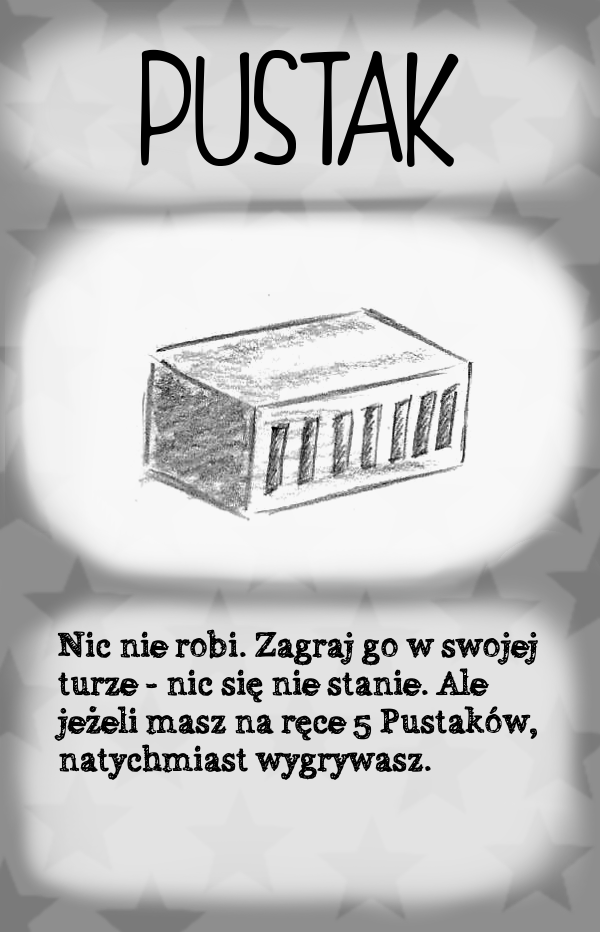 PUSTAK
Nic nie robi. Zagraj go w swojej
turze - nic się nie stanie. Ale
jeżeli masz na ręce 5 Pustaków,
natychmiast wygrywasz.